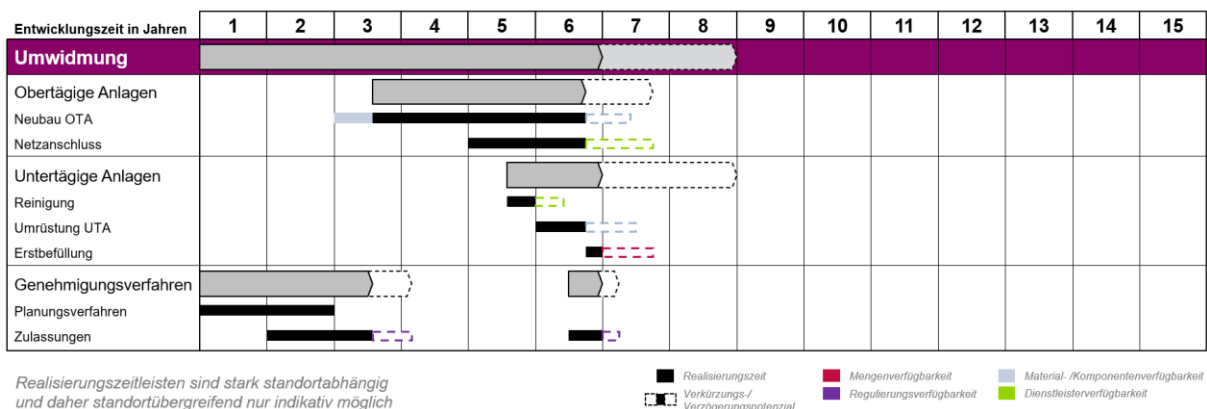 Entwicklungszeit in Jahren 1 2 3 4 5 6 7 8 9 10 11 12 13 14 15
Umwidmung
Obertägige Anlagen
Neubau OTA
Netzanschluss
Untertägige Anlagen
Reinigung
Umrüstung UTA
Erstbefüllung
Genehmigungsverfahren
Planungsverfahren
Zulassungen
Realisierungszeitleisten sind stark standortabhängig
und daher standortübergreifend nur indikativ möglich
Realisierungszeit Mengenverfügbarkeit Material- /Komponentenverfügbarkeit
Verkürzungs-/ Regulierungsverfügbarkeit Dienstleisterverfügbarkeit
Verzögerungspotenzial